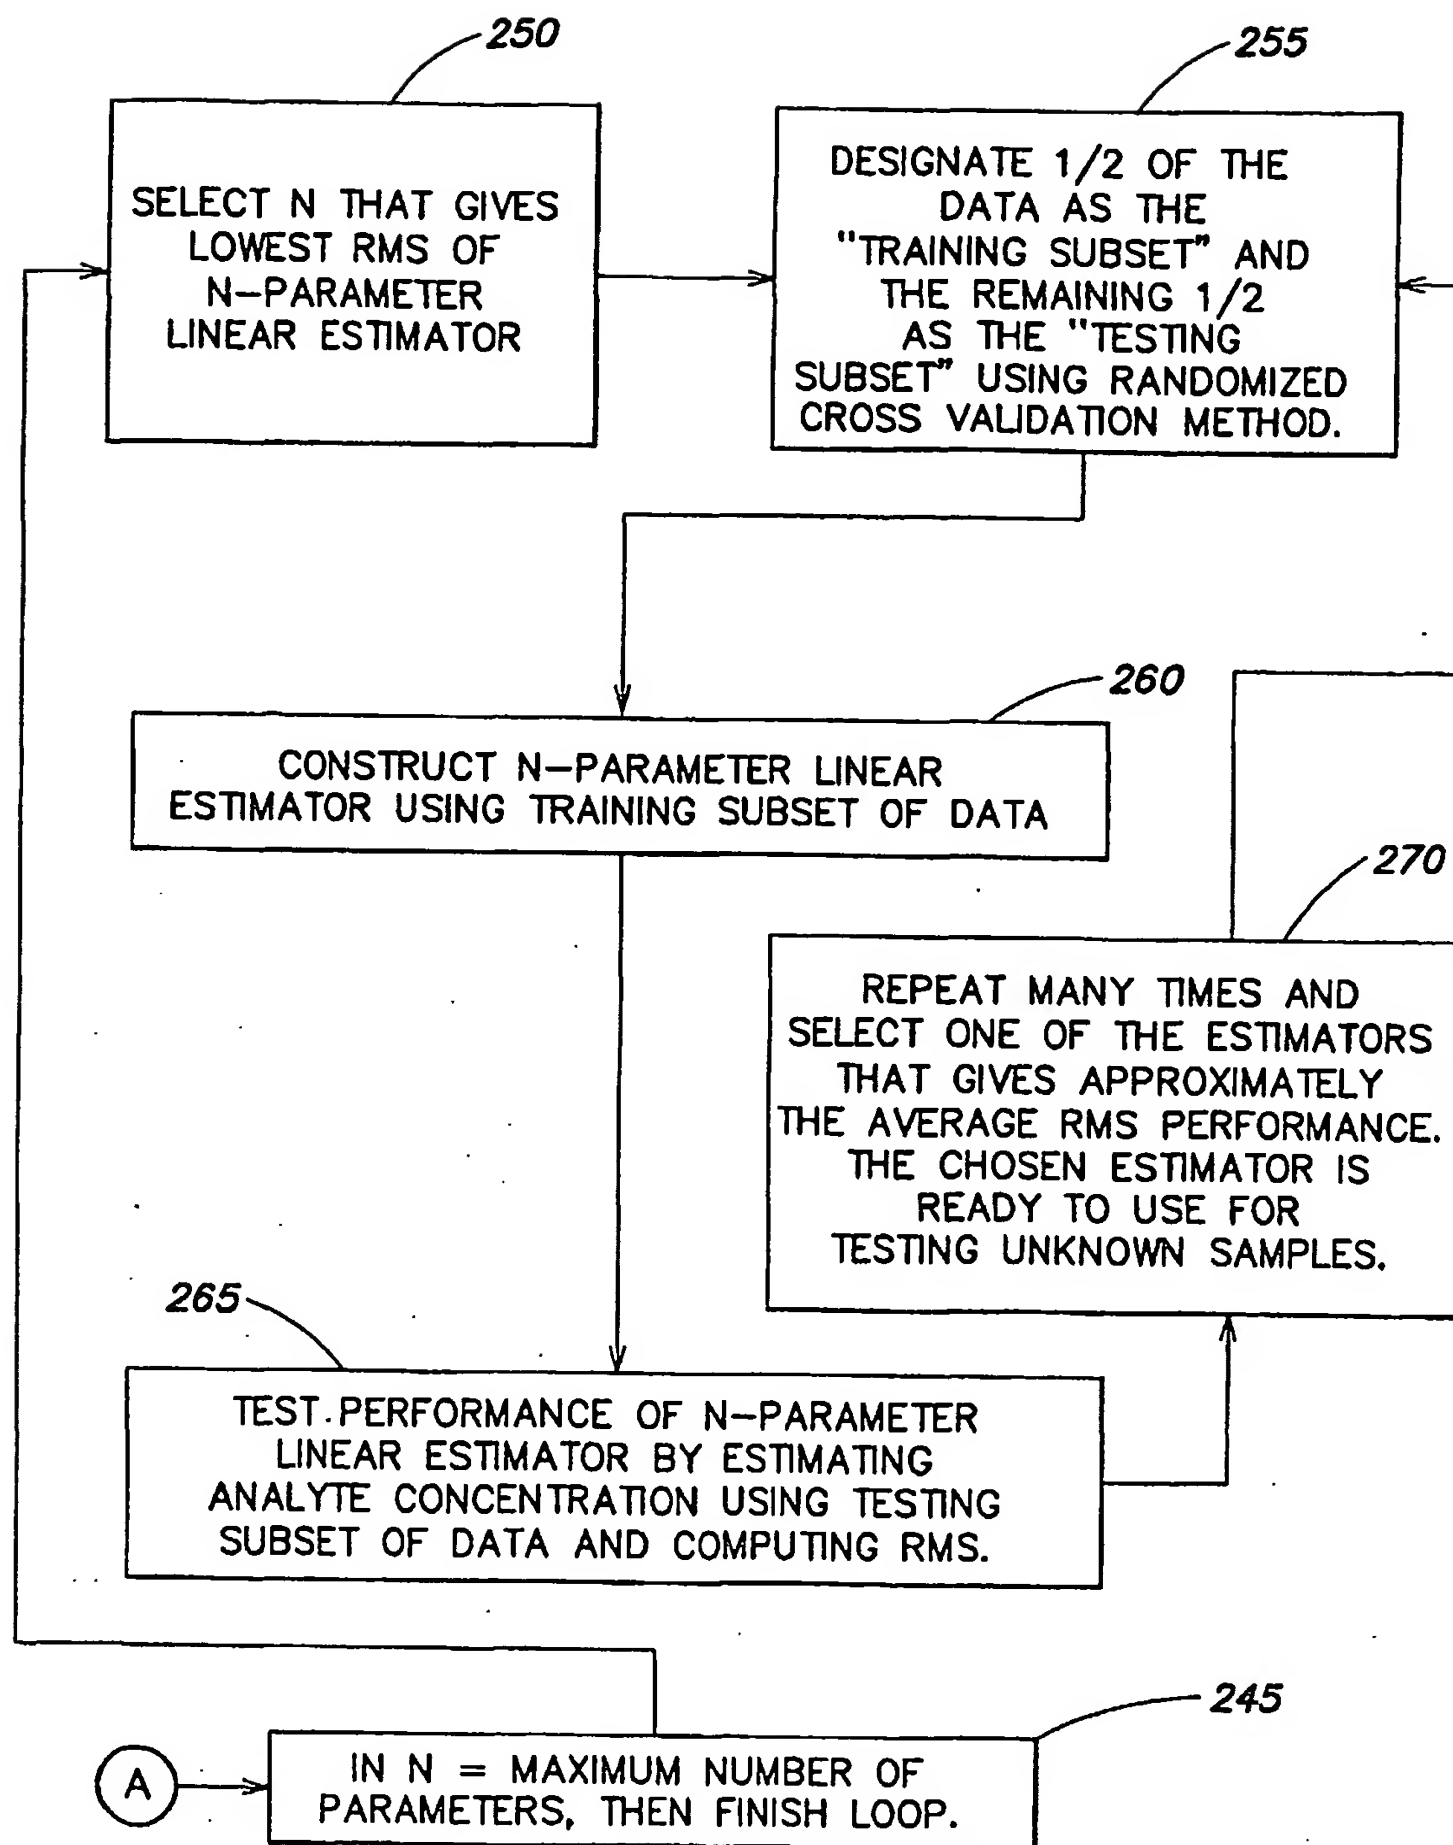 250
SELECT N THAT GIVES
LOWEST RMS OF
N-PARAMETER
LINEAR ESTIMATOR
255
DESIGNATE 1/2 OF THE
DATA AS THE
"TRAINING SUBSET" AND
THE REMAINING 1/2
AS THE "TESTING
SUBSET" USING RANDOMIZED
CROSS VALIDATION METHOD.
260
CONSTRUCT N-PARAMETER LINEAR
ESTIMATOR USING TRAINING SUBSET OF DATA
270
REPEAT MANY TIMES AND
SELECT ONE OF THE ESTIMATORS
THAT GIVES APPROXIMATELY
THE AVERAGE RMS PERFORMANCE.
THE CHOSEN ESTIMATOR IS
READY TO USE FOR
TESTING UNKNOWN SAMPLES.
265
TEST PERFORMANCE OF N-PARAMETER
LINEAR ESTIMATOR BY ESTIMATING
ANALYTE CONCENTRATION USING TESTING
SUBSET OF DATA AND COMPUTING RMS.
245
A
IN N = MAXIMUM NUMBER OF
PARAMETERS, THEN FINISH LOOP.